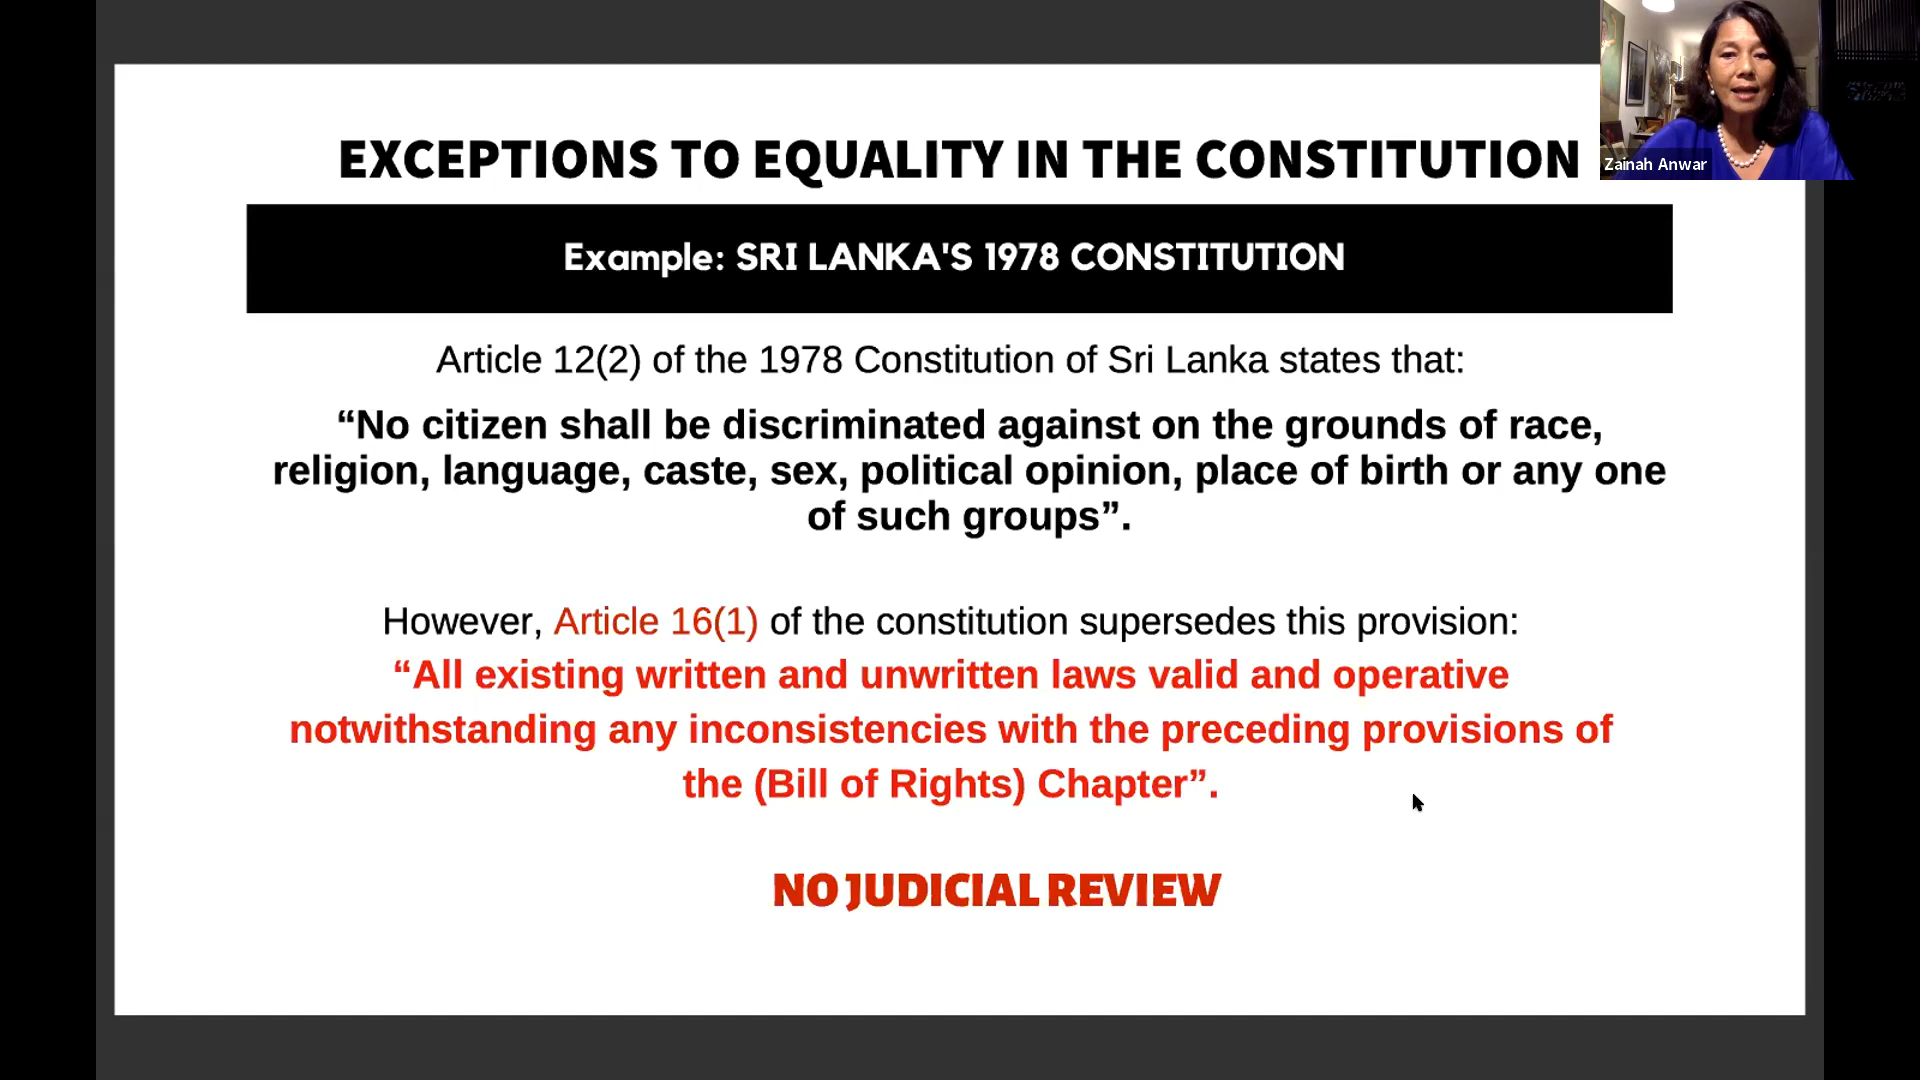 EXCEPTIONS TO EQUALITY IN THE CONSTITUTION
Zainah Anwar
Example: SRI LANKA'S 1978 CONSTITUTION
Article 12(2) of the 1978 Constitution of Sri Lanka states that:
“No citizen shall be discriminated against on the grounds of race,
religion, language, caste, sex, political opinion, place of birth or any one
of such groups”.
However, Article 16(1) of the constitution supersedes this provision:
“All existing written and unwritten laws valid and operative
notwithstanding any inconsistencies with the preceding provisions of
the (Bill of Rights) Chapter”.
NO JUDICIAL REVIEW